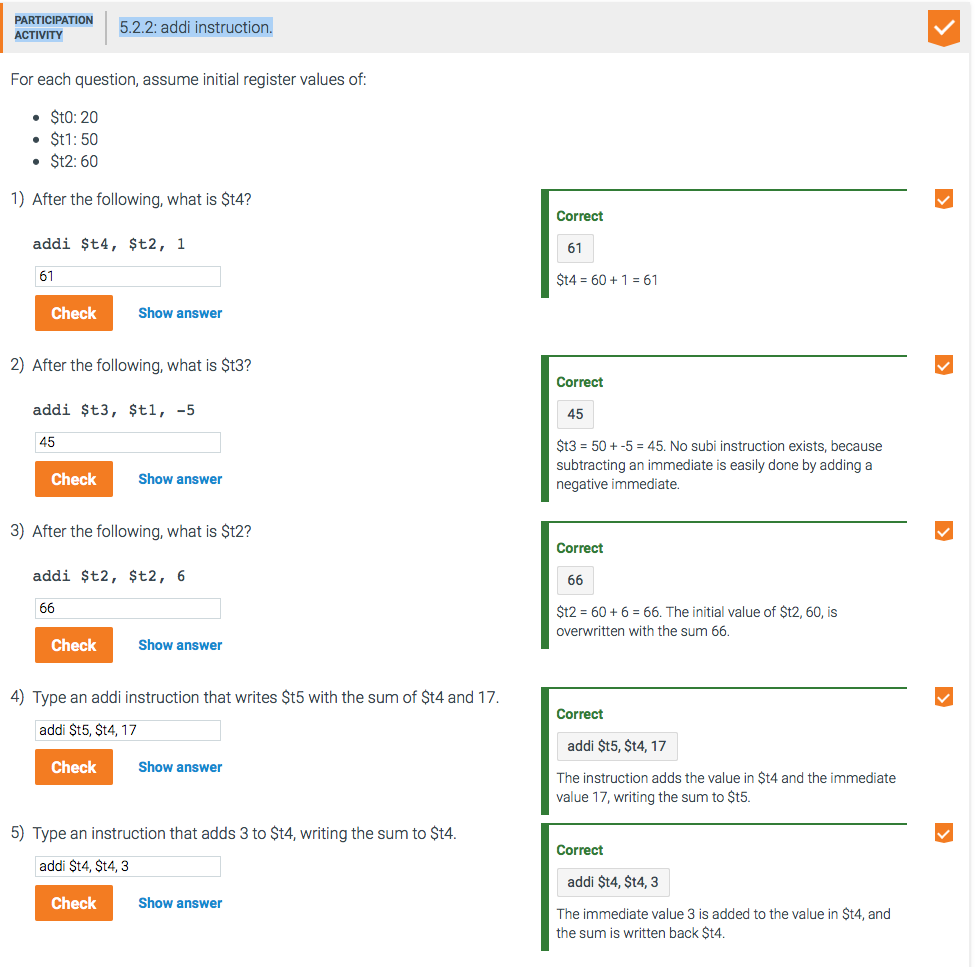 PARTICIPATION
ACTIVITY
5.2.2: addi instruction.
For each question, assume initial register values of:
• $t0: 20
• $t1: 50
• $t2: 60
1) After the following, what is $t4?
addi $t4, $t2, 1
61
Check
Show answer
Correct
61
$t4 = 60 + 1 = 61
2) After the following, what is $t3?
addi $t3, $t1, -5
45
Check
Show answer
Correct
45
$t3 = 50 + -5 = 45. No subi instruction exists, because
subtracting an immediate is easily done by adding a
negative immediate.
3) After the following, what is $t2?
addi $t2, $t2, 6
66
Check
Show answer
Correct
66
$t2 = 60 + 6 = 66. The initial value of $t2, 60, is
overwritten with the sum 66.
4) Type an addi instruction that writes $t5 with the sum of $t4 and 17.
addi $t5, $t4, 17
Check
Show answer
Correct
addi $t5, $t4, 17
The instruction adds the value in $t4 and the immediate
value 17, writing the sum to $t5.
5) Type an instruction that adds 3 to $t4, writing the sum to $t4.
addi $t4, $t4, 3
Check
Show answer
Correct
addi $t4, $t4, 3
The immediate value 3 is added to the value in $t4, and
the sum is written back $t4.